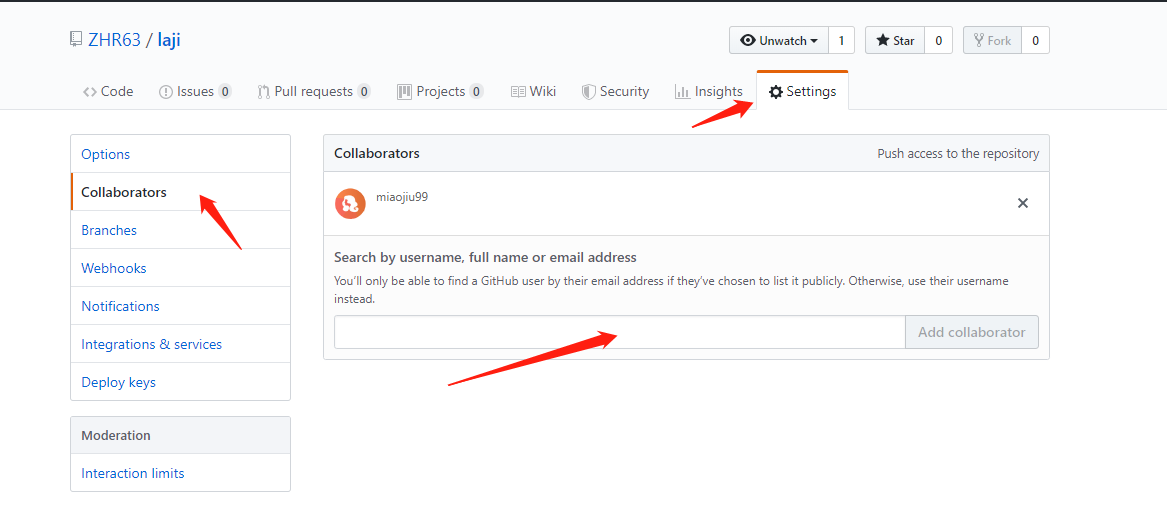 ZHR63 / laji
Unwatch 1 Star 0 Fork 0
Code Issues 0 Pull requests 0 Projects 0 Wiki Security Insights Settings
Options
Collaborators
Branches
Webhooks
Notifications
Integrations & services
Deploy keys
Moderation
Interaction limits
Collaborators Push access to the repository
miaojiu99
Search by username, full name or email address
You’ll only be able to find a GitHub user by their email address if they’ve chosen to list it publicly. Otherwise, use their username
instead.
Add collaborator